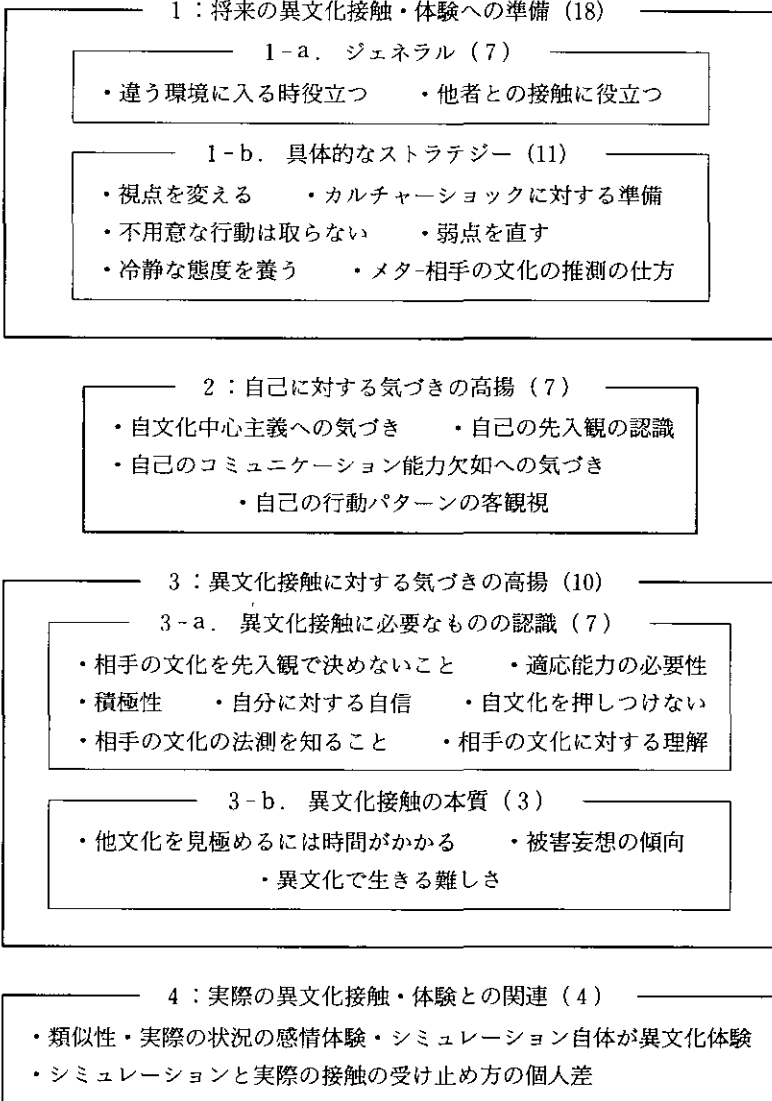 1：将来の異文化接触・体験への準備（18）
1-a． ジェネラル（7）
・違う環境に入る時役立つ ・他者との接触に役立つ
1-b． 具体的なストラテジー（11）
・視点を変える ・カルチャーショックに対する準備
・不用意な行動は取らない ・弱点を直す
・冷静な態度を養う ・メタ-相手の文化の推測の仕方
2：自己に対する気づきの高揚（7）
・自文化中心主義への気づき ・自己の先入観の認識
・自己のコミュニケーション能力欠如への気づき
・自己の行動パターンの客観視
3：異文化接触に対する気づきの高揚（10）
3-a． 異文化接触に必要なものの認識（7）
・相手の文化を先入観で決めないこと ・適応能力の必要性
・積極性 ・自分に対する自信 ・自文化を押しつけない
・相手の文化の法測を知ること ・相手の文化に対する理解
3-b． 異文化接触の本質（3）
・他文化を見極めるには時間がかかる ・被害妄想の傾向
・異文化で生きる難しさ
4：実際の異文化接触・体験との関連（4）
・類似性・実際の状況の感情体験・シミュレーション自体が異文化体験
・シミュレーションと実際の接触の受け止め方の個人差